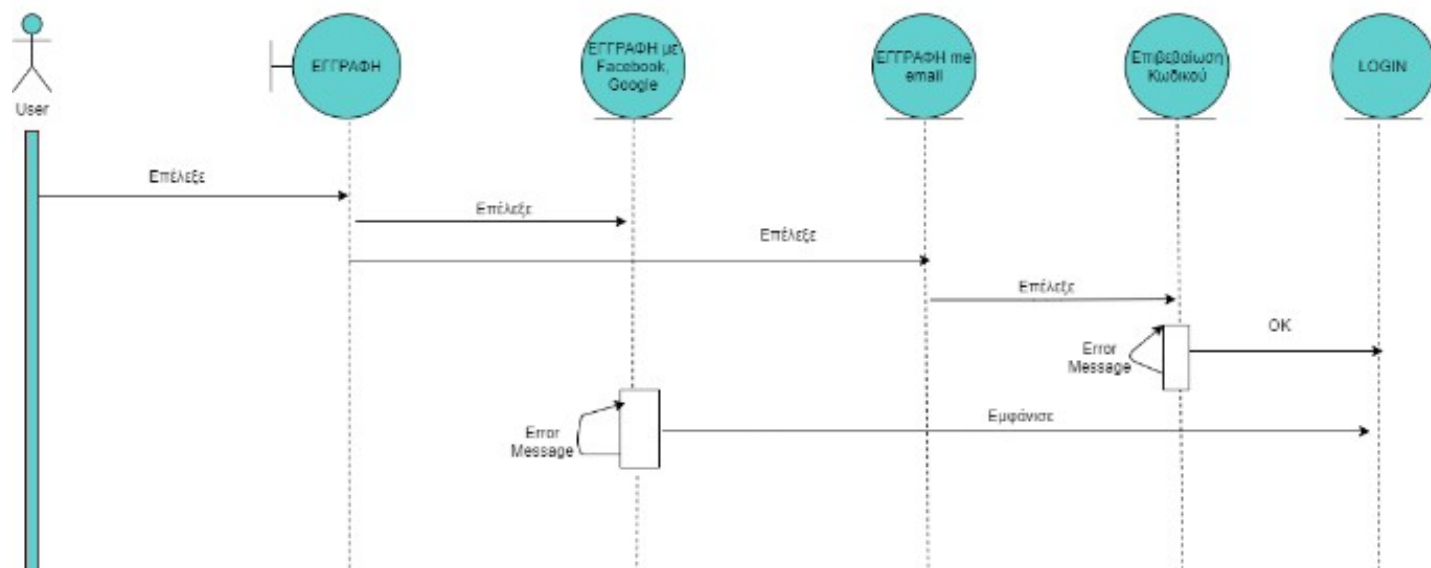 User
ΕΓΓΡΑΦΗ
ΕΓΓΡΑΦΗ με
Facebook,
Google
ΕΓΓΡΑΦΗ me
email
Επιβεβαίωση
Κωδικού
LOGIN
Επέλεξε
Επέλεξε
Επέλεξε
Επέλεξε
OK
Error
Message
Εμφάνισε
Error
Message